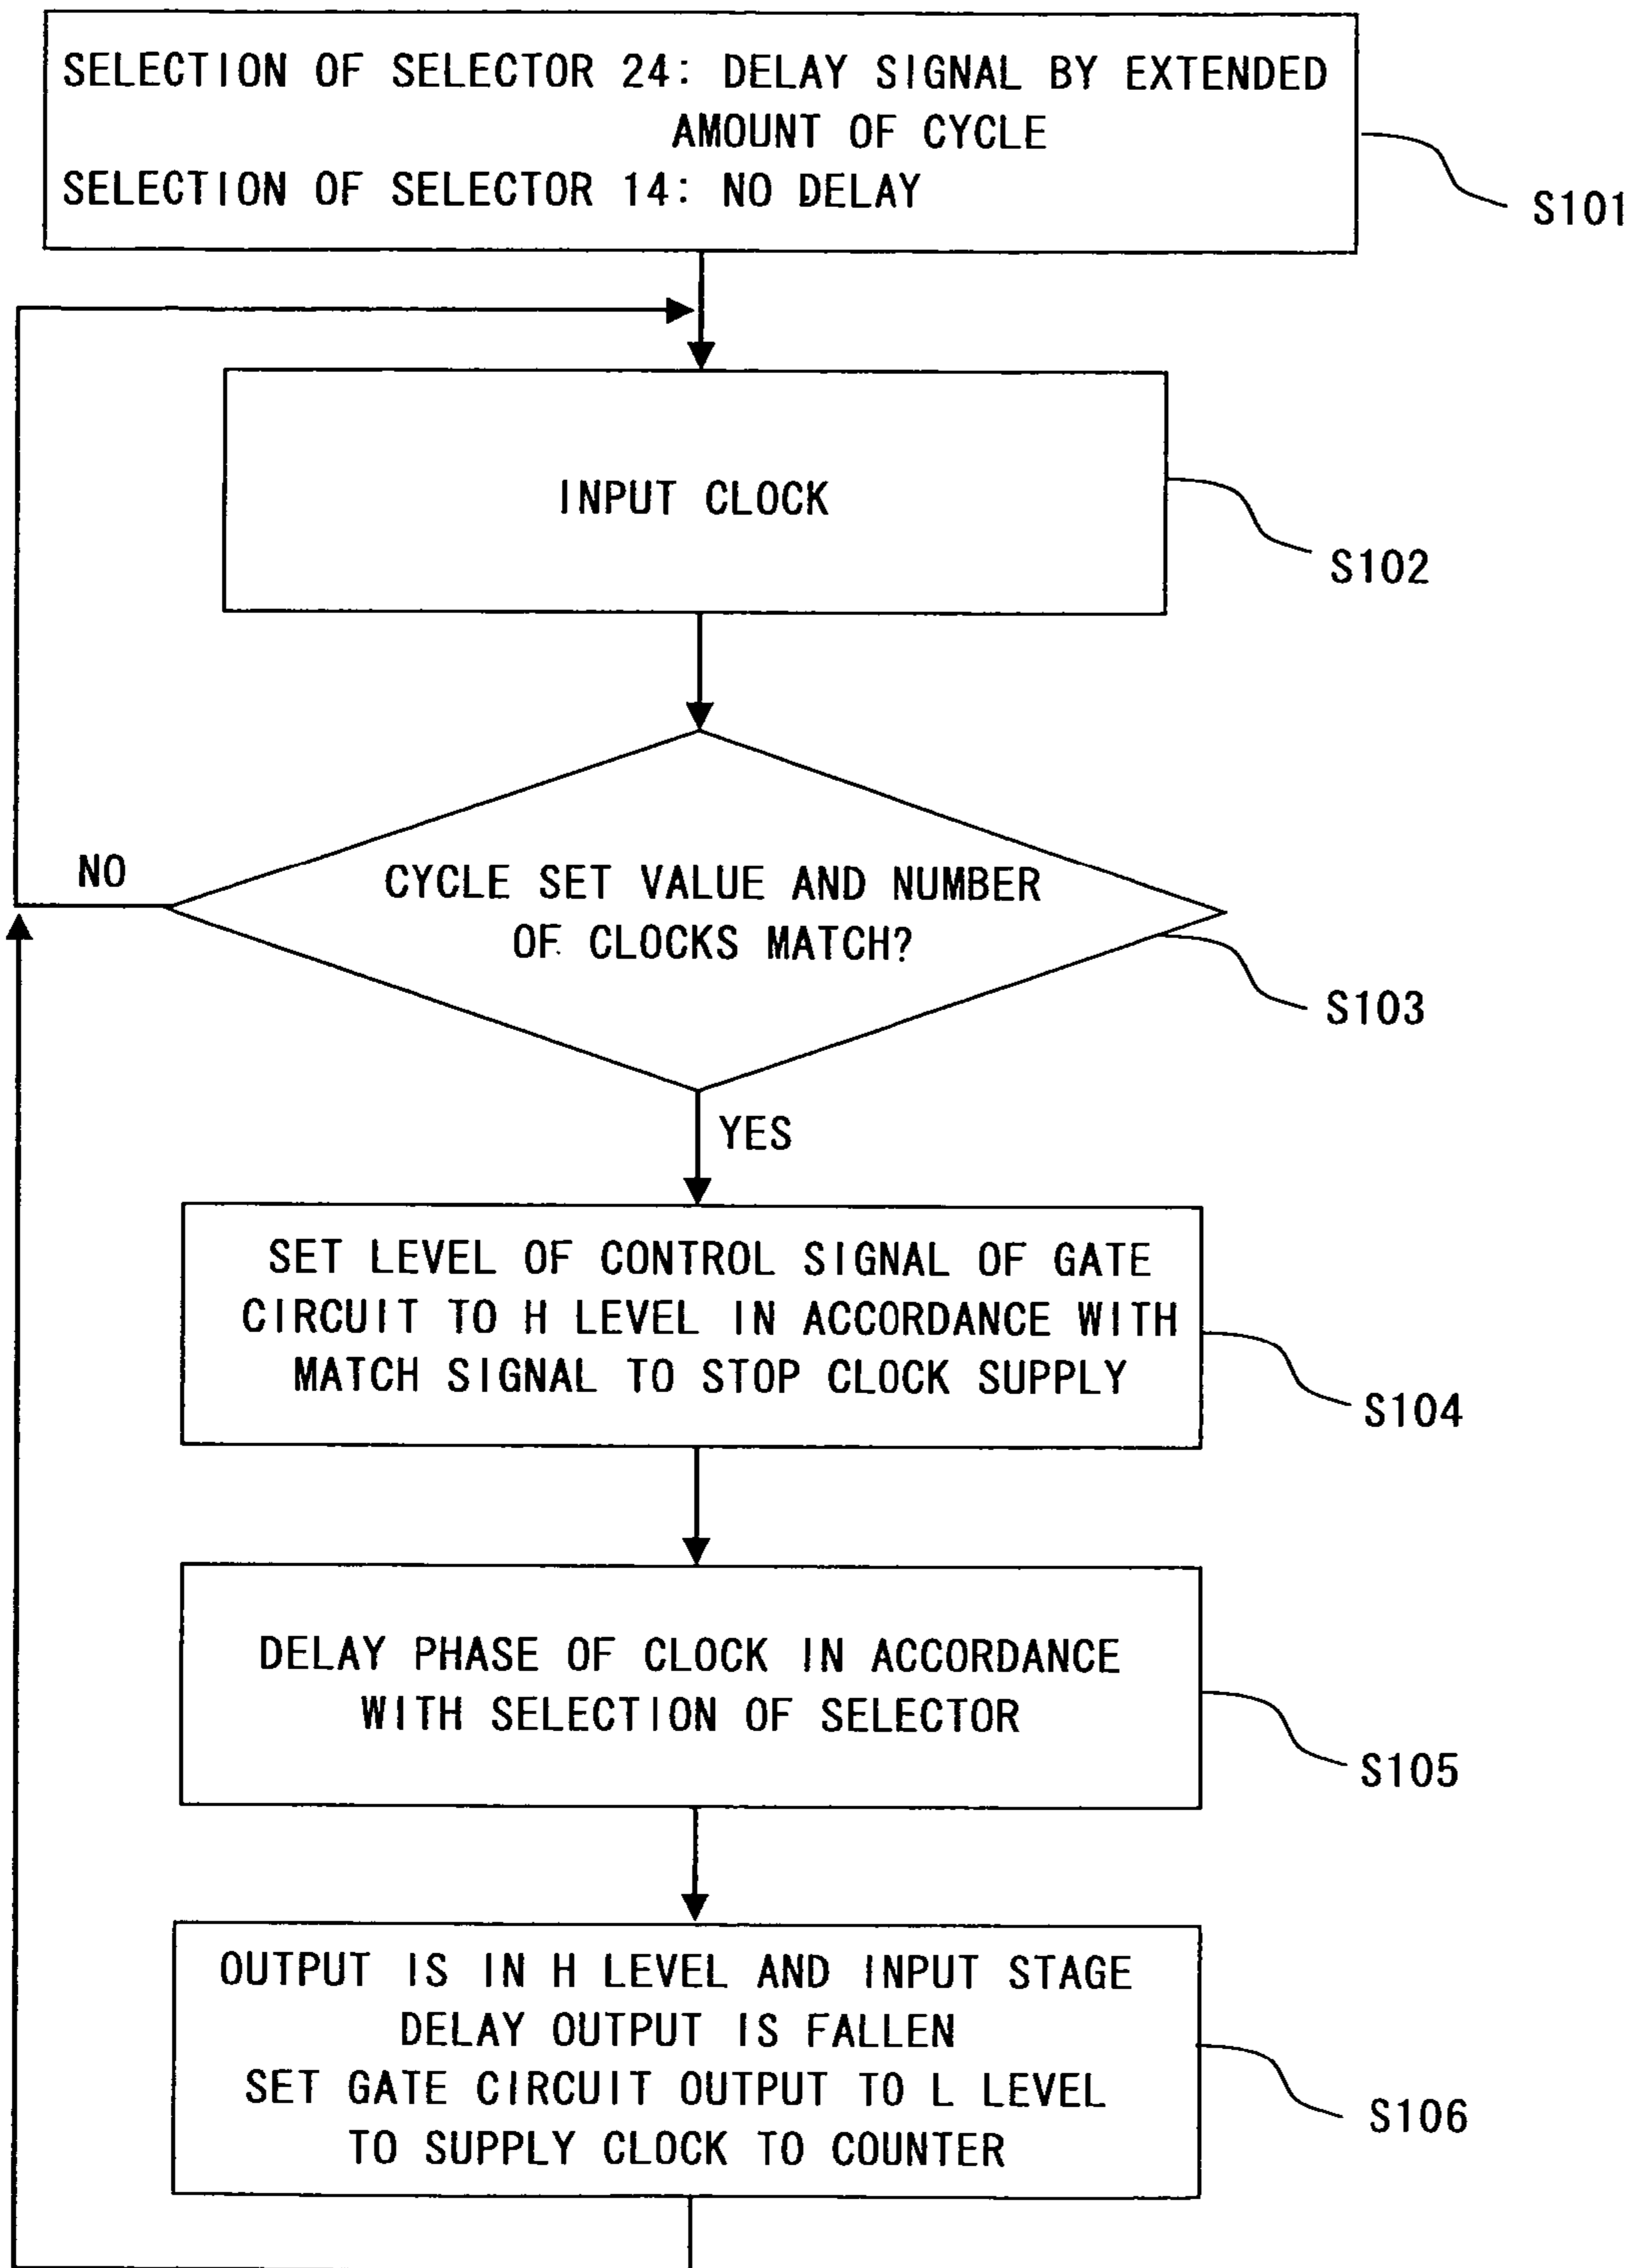 SELECTION OF SELECTOR 24: DELAY SIGNAL BY EXTENDED
AMOUNT OF CYCLE
SELECTION OF SELECTOR 14: NO DELAY
S101
INPUT CLOCK
S102
NO
CYCLE SET VALUE AND NUMBER
OF CLOCKS MATCH?
S103
YES
SET LEVEL OF CONTROL SIGNAL OF GATE
CIRCUIT TO H LEVEL IN ACCORDANCE WITH
MATCH SIGNAL TO STOP CLOCK SUPPLY
S104
DELAY PHASE OF CLOCK IN ACCORDANCE
WITH SELECTION OF SELECTOR
S105
OUTPUT IS IN H LEVEL AND INPUT STAGE
DELAY OUTPUT IS FALLEN
SET GATE CIRCUIT OUTPUT TO L LEVEL
TO SUPPLY CLOCK TO COUNTER
S106